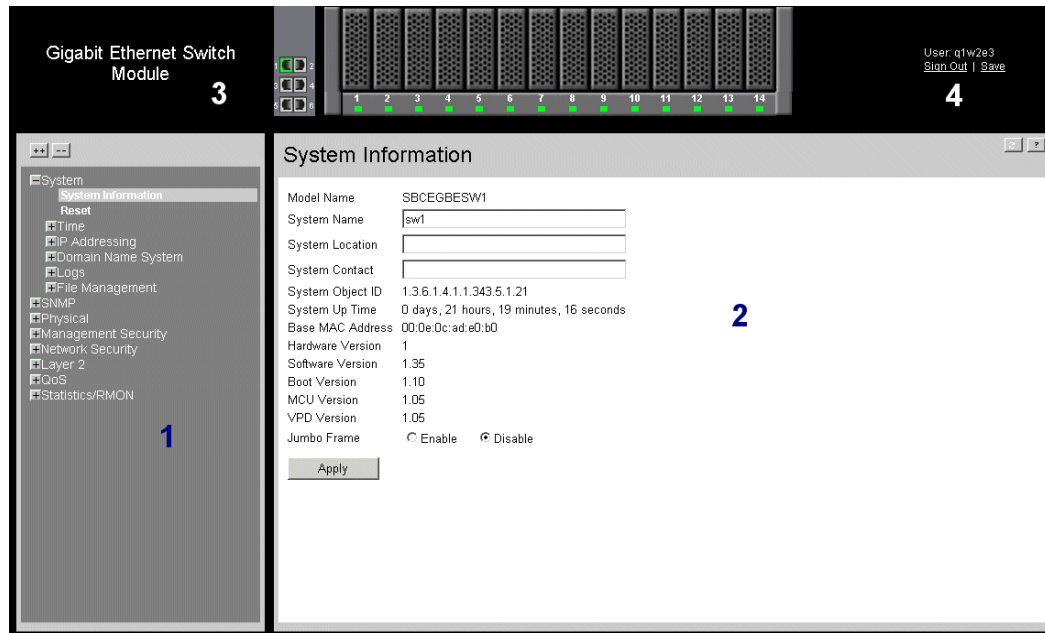 Gigabit Ethernet Switch
Module
3
1 2
3 4
5 6
1 2 3 4 5 6 7 8 9 10 11 12 13 14
User: q1w2e3
Sign Out | Save
4
++ --
System
System Information
Reset
Time
IP Addressing
Domain Name System
Logs
File Management
SNMP
Physical
Management Security
Network Security
Layer 2
QoS
Statistics/RMON
1
System Information
?
Model Name SBCEGBESW1
System Name sw1
System Location
System Contact
System Object ID 1.3.6.1.4.1.1.343.5.1.21
System Up Time 0 days, 21 hours, 19 minutes, 16 seconds
Base MAC Address 00:0e:0c:ad:e0:b0
Hardware Version 1
Software Version 1.35
Boot Version 1.10
MCU Version 1.05
VPD Version 1.05
Jumbo Frame Enable Disable
Apply
2